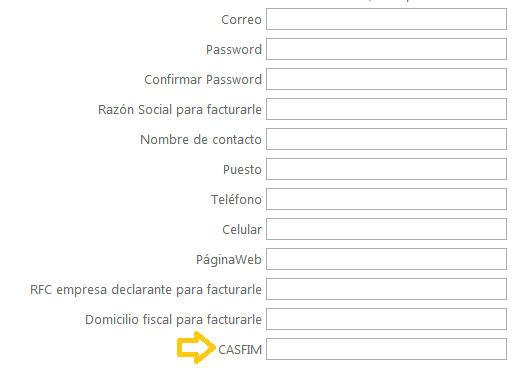 Correo
Password
Confirmar Password
Razón Social para facturarle
Nombre de contacto
Puesto
Teléfono
Celular
PáginaWeb
RFC empresa declarante para facturarle
Domicilio fiscal para facturarle
CASFIM